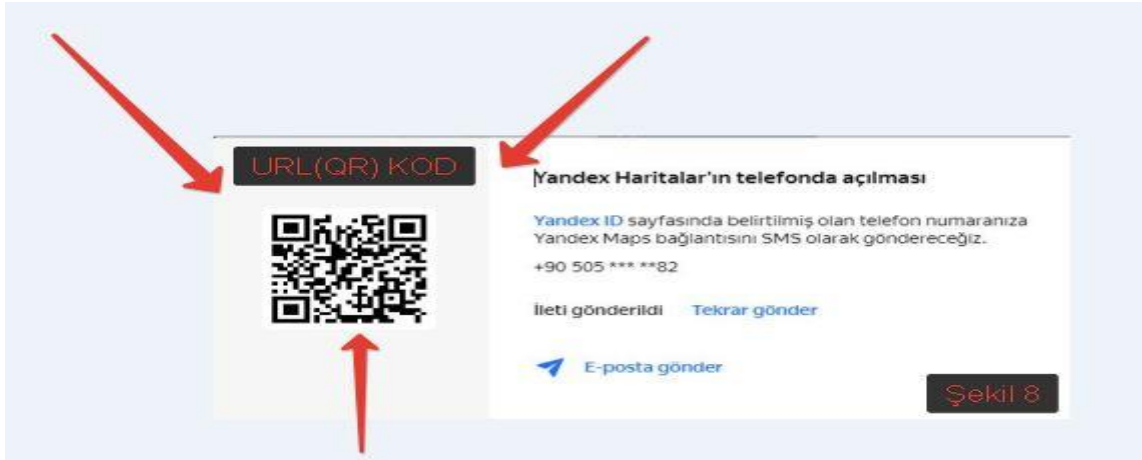 URL(QR) KOD
Yandex Haritalar'ın telefonda açılması
Yandex ID sayfasında belirtilmiş olan telefon numaranıza
Yandex Maps bağlantısını SMS olarak göndereceğiz.
+90 505 *** **82
İleti gönderildi Tekrar gönder
E-posta gönder
Şekil 8